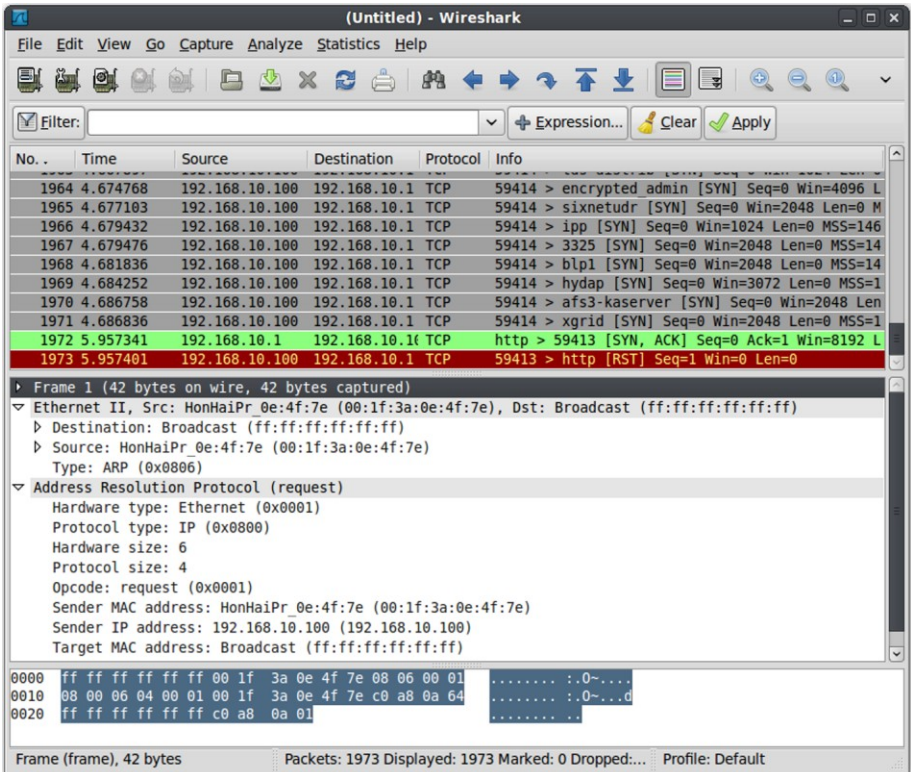 (Untitled) - Wireshark
File Edit View Go Capture Analyze Statistics Help
Filter: Expression... Clear Apply
No. . Time Source Destination Protocol Info
1964 4.674768 192.168.10.100 192.168.10.1 TCP 59414 > encrypted_admin [SYN] Seq=0 Win=4096 L
1965 4.677103 192.168.10.100 192.168.10.1 TCP 59414 > sixnetudr [SYN] Seq=0 Win=2048 Len=0 M
1966 4.679432 192.168.10.100 192.168.10.1 TCP 59414 > ipp [SYN] Seq=0 Win=1024 Len=0 MSS=146
1967 4.679476 192.168.10.100 192.168.10.1 TCP 59414 > 3325 [SYN] Seq=0 Win=2048 Len=0 MSS=14
1968 4.681836 192.168.10.100 192.168.10.1 TCP 59414 > blp1 [SYN] Seq=0 Win=2048 Len=0 MSS=14
1969 4.684252 192.168.10.100 192.168.10.1 TCP 59414 > hydap [SYN] Seq=0 Win=3072 Len=0 MSS=1
1970 4.686758 192.168.10.100 192.168.10.1 TCP 59414 > afs3-kaserver [SYN] Seq=0 Win=2048 Len
1971 4.686836 192.168.10.100 192.168.10.1 TCP 59414 > xgrid [SYN] Seq=0 Win=2048 Len=0 MSS=1
1972 5.957341 192.168.10.1 192.168.10.1( TCP http > 59413 [SYN, ACK] Seq=0 Ack=1 Win=8192 L
1973 5.957401 192.168.10.100 192.168.10.1 TCP 59413 > http [RST] Seq=1 Win=0 Len=0
Frame 1 (42 bytes on wire, 42 bytes captured)
Ethernet II, Src: HonHaiPr_0e:4f:7e (00:1f:3a:0e:4f:7e), Dst: Broadcast (ff:ff:ff:ff:ff:ff)
Destination: Broadcast (ff:ff:ff:ff:ff:ff)
Source: HonHaiPr_0e:4f:7e (00:1f:3a:0e:4f:7e)
Type: ARP (0x0806)
Address Resolution Protocol (request)
Hardware type: Ethernet (0x0001)
Protocol type: IP (0x0800)
Hardware size: 6
Protocol size: 4
Opcode: request (0x0001)
Sender MAC address: HonHaiPr_0e:4f:7e (00:1f:3a:0e:4f:7e)
Sender IP address: 192.168.10.100 (192.168.10.100)
Target MAC address: Broadcast (ff:ff:ff:ff:ff:ff)
0000 ff ff ff ff ff ff 00 1f 3a 0e 4f 7e 08 06 00 01 ........ :.O~....
0010 08 00 06 04 00 01 00 1f 3a 0e 4f 7e c0 a8 0a 64 ........ :.O~...d
0020 ff ff ff ff ff ff c0 a8 0a 01 ........ ..
Frame (frame), 42 bytes Packets: 1973 Displayed: 1973 Marked: 0 Dropped:... Profile: Default